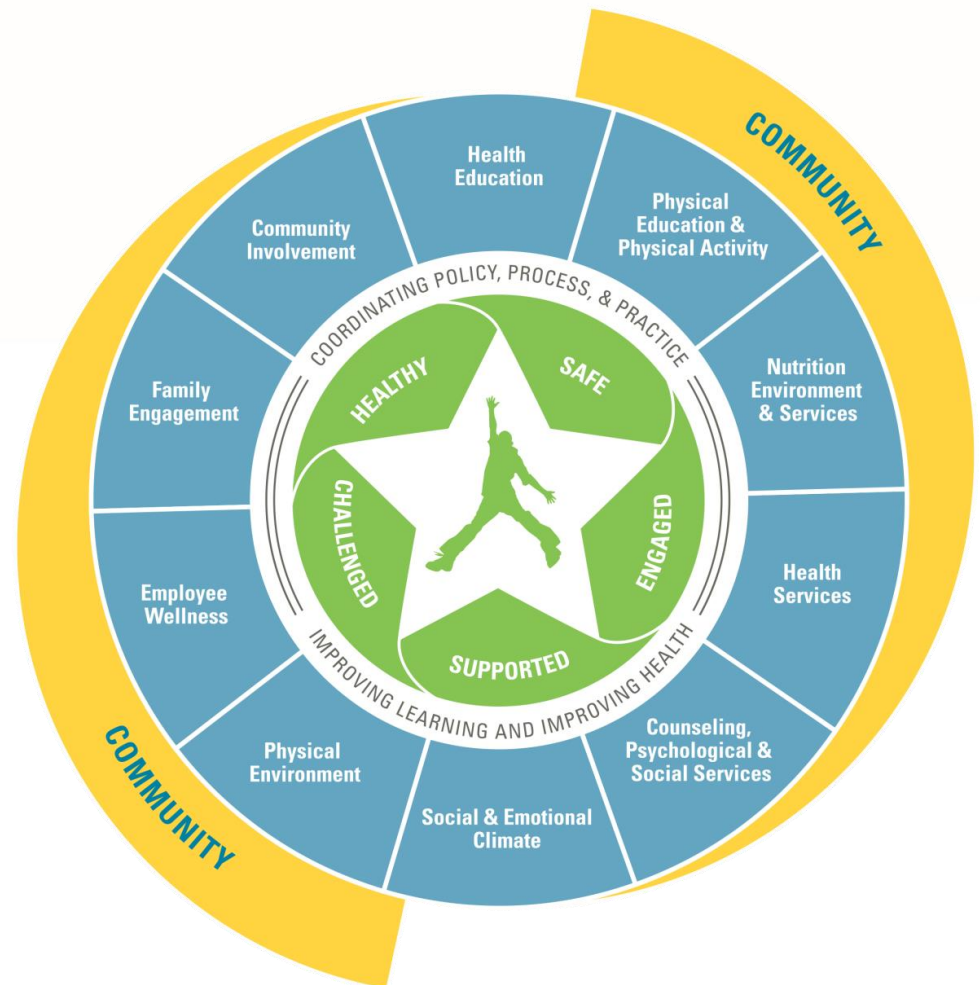 COMMUNITY
Health
Education
Physical
Education &
Physical Activity
Nutrition
Environment
& Services
Health
Services
Counseling,
Psychological &
Social Services
Social & Emotional
Climate
Physical
Environment
Employee
Wellness
Family
Engagement
Community
Involvement
COORDINATING POLICY, PROCESS, & PRACTICE
IMPROVING LEARNING AND IMPROVING HEALTH
HEALTHY
SAFE
ENGAGED
SUPPORTED
CHALLENGED
COMMUNITY